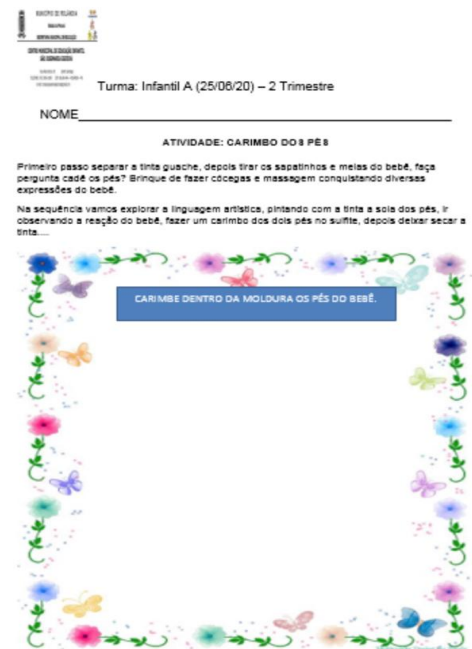 MUNICÍPIO DE ROLÂNDIA
Turma: Infantil A (25/06/20) – 2 Trimestre
NOME
ATIVIDADE: CARIMBO DOS PÉS
Primeiro passo separar a tinta guache, depois tirar os sapatinhos e meias do bebê, faça
pergunta cadê os pés? Brinque de fazer cócegas e massagem conquistando diversas
expressões do bebê.
Na sequência vamos explorar a linguagem artística, pintando com a tinta a sola dos pés, ir
observando a reação do bebê, fazer um carimbo dos dois pés no sulfite, depois deixar secar a
tinta....
CARIMBE DENTRO DA MOLDURA OS PÉS DO BEBÊ.